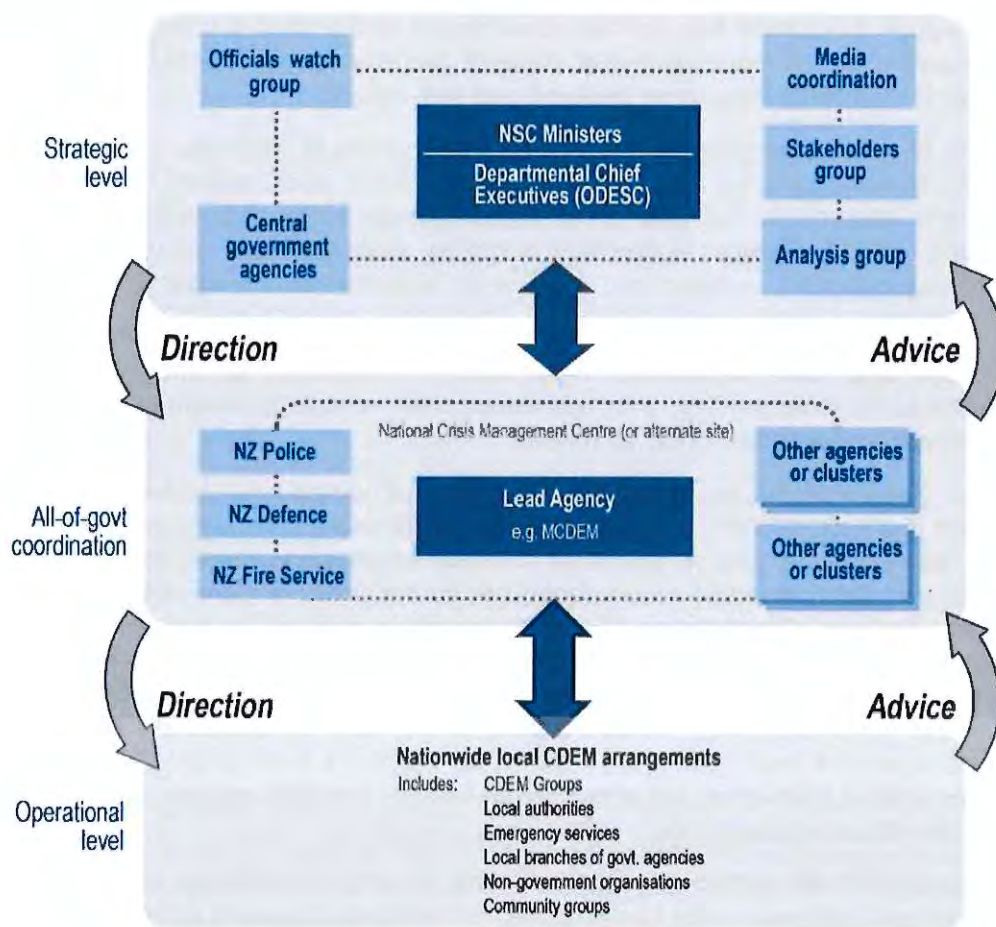 Officials watch
group
Media
coordination
NSC Ministers
Departmental Chief
Executives (ODESC)
Stakeholders
group
Strategic
level
Central
government
agencies
Analysis group
Direction
Advice
National Crisis Management Centre (or alternate site)
NZ Police
Other agencies
or clusters
Lead Agency
e.g. MCDEM
NZ Defence
All-of-govt
coordination
NZ Fire Service
Other agencies
or clusters
Direction
Advice
Nationwide local CDEM arrangements
Includes: CDEM Groups
Local authorities
Emergency services
Local branches of govt. agencies
Non-government organisations
Community groups
Operational
level